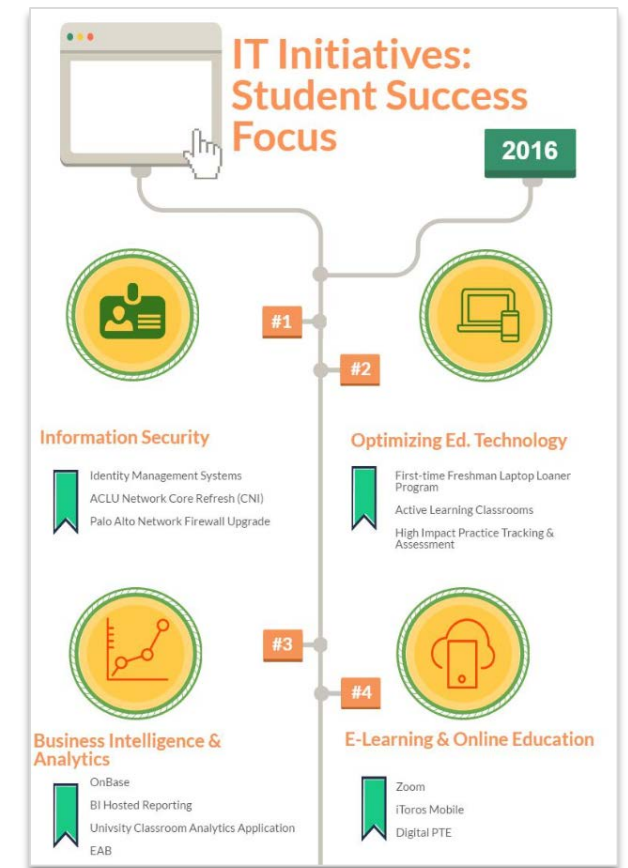 IT Initiatives:
Student Success
Focus
2016
#1
#2
Information Security
Identity Management Systems
ACLU Network Core Refresh (CNI)
Palo Alto Network Firewall Upgrade
Optimizing Ed. Technology
First-time Freshman Laptop Loaner
Program
Active Learning Classrooms
High Impact Practice Tracking &
Assessment
#3
#4
Business Intelligence &
Analytics
OnBase
BI Hosted Reporting
Univsity Classroom Analytics Application
EAB
E-Learning & Online Education
Zoom
iToros Mobile
Digital PTE